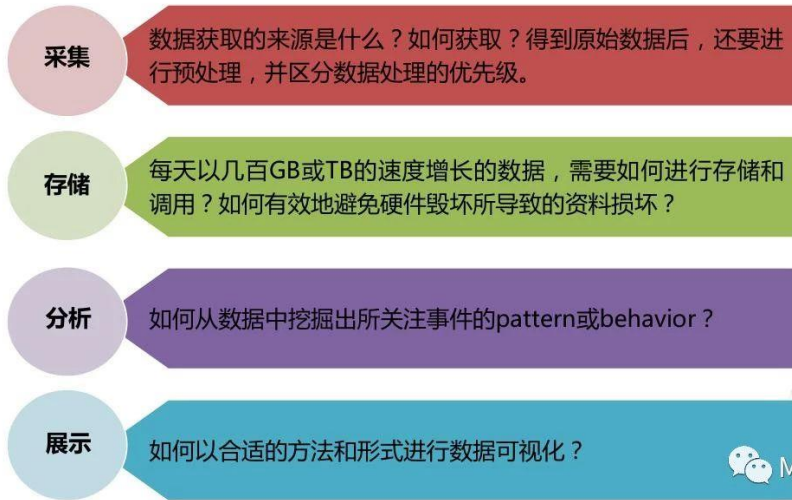 采集
数据获取的来源是什么？如何获取？得到原始数据后，还要进
行预处理，并区分数据处理的优先级。
存储
每天以几百GB或TB的速度增长的数据，需要如何进行存储和
调用？如何有效地避免硬件毁坏所导致的资料损坏？
分析
如何从数据中挖掘出所关注事件的pattern或behavior？
展示
如何以合适的方法和形式进行数据可视化？
M